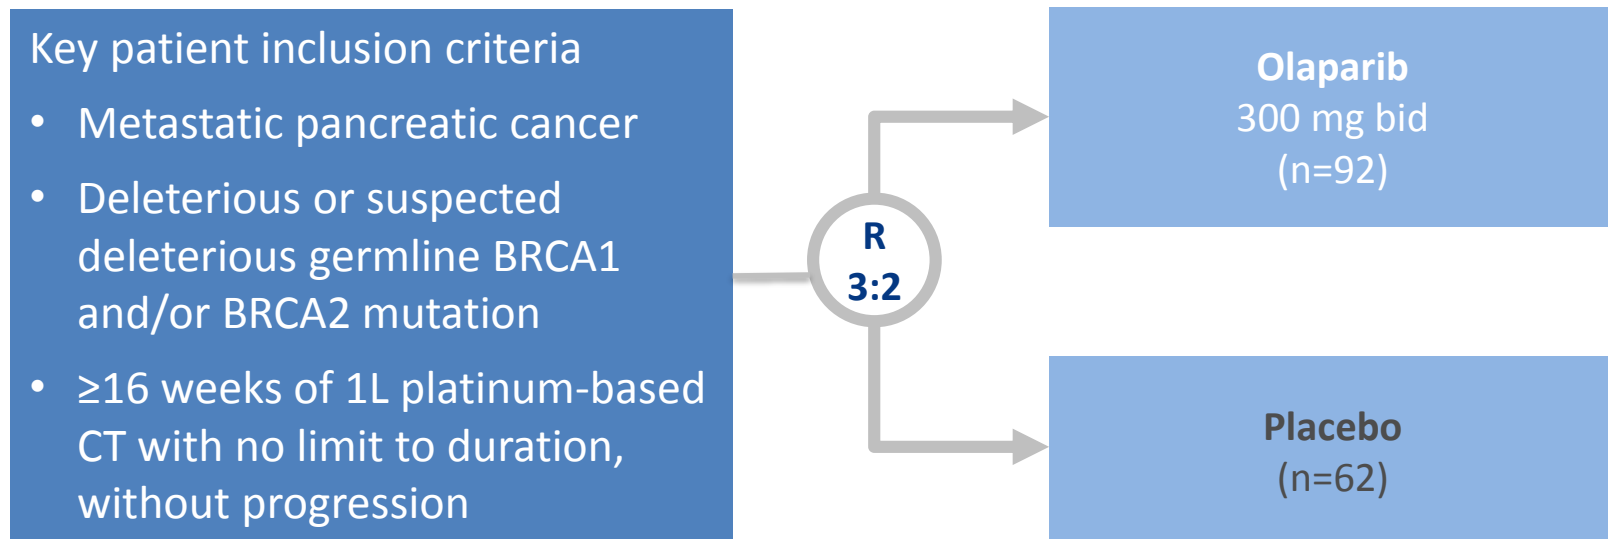 Key patient inclusion criteria
• Metastatic pancreatic cancer
• Deleterious or suspected
deleterious germline BRCA1
and/or BRCA2 mutation
• ≥16 weeks of 1L platinum-based
CT with no limit to duration,
without progression
R
3:2
Olaparib
300 mg bid
(n=92)
Placebo
(n=62)